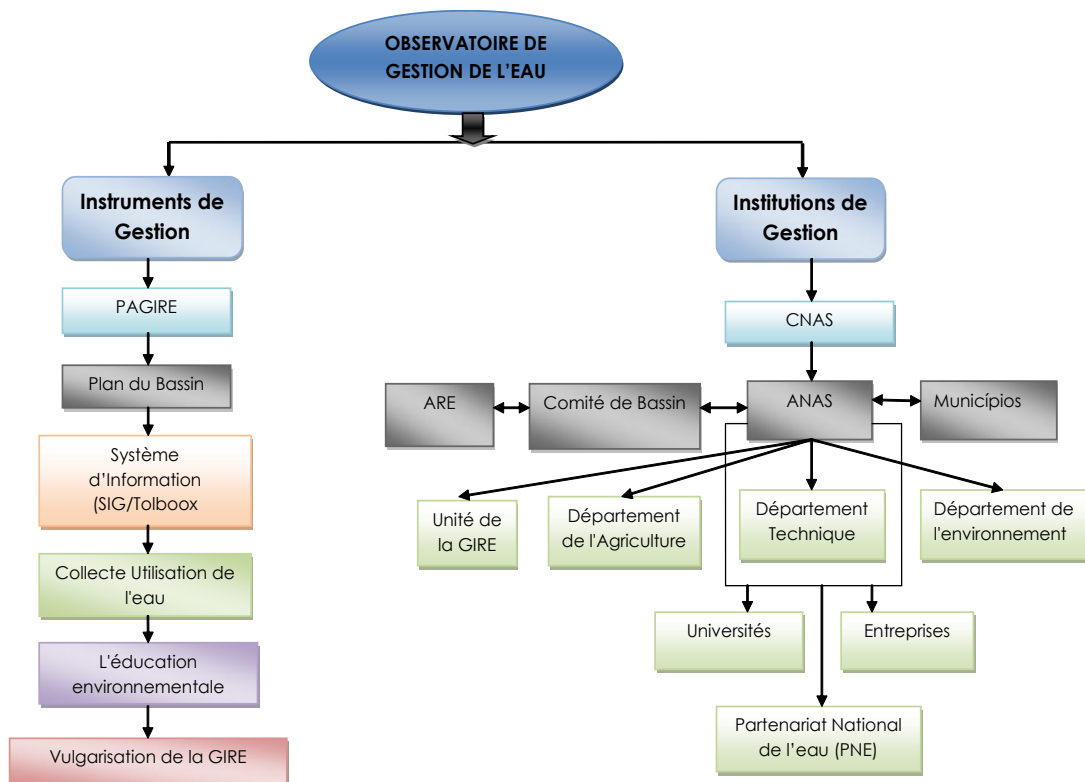 OBSERVATOIRE DE
GESTION DE L'EAU
Instruments de
Gestion
PAGIRE
Plan du Bassin
Système
d'Information
(SIG/Tolboox
Collecte Utilisation de
l'eau
L'éducation
environnementale
Vulgarisation de la GIRE
Institutions de
Gestion
CNAS
ARE
Comité de Bassin
ANAS
Municípios
Unité de
la GIRE
Département
de l'Agriculture
Département
Technique
Département de
l'environnement
Universités
Entreprises
Partenariat National
de l'eau (PNE)